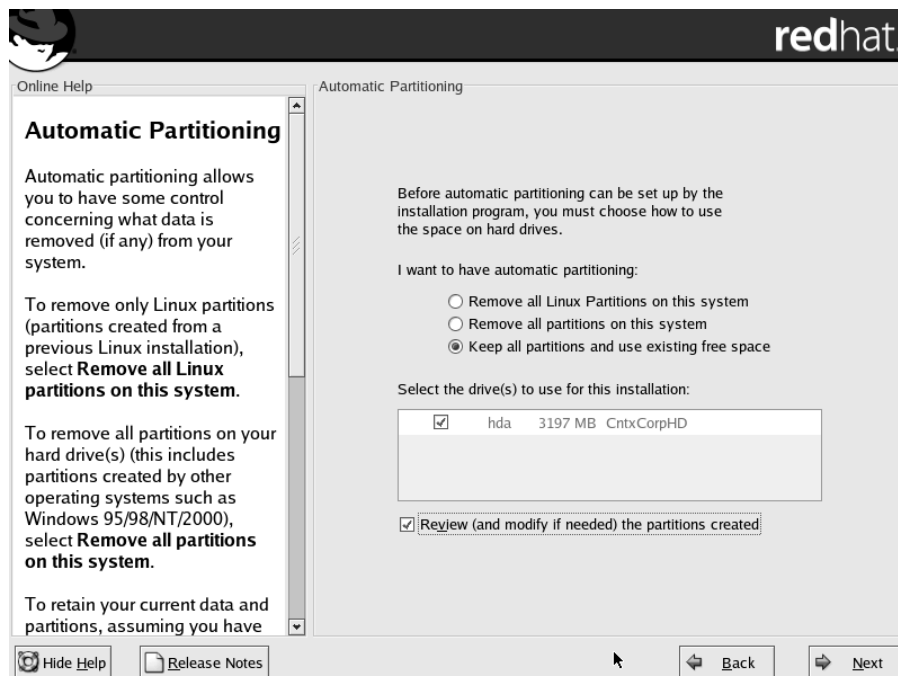 redhat.
Online Help
Automatic Partitioning
Automatic partitioning allows
you to have some control
concerning what data is
removed (if any) from your
system.
To remove only Linux partitions
(partitions created from a
previous Linux installation),
select Remove all Linux
partitions on this system.
To remove all partitions on your
hard drive(s) (this includes
partitions created by other
operating systems such as
Windows 95/98/NT/2000),
select Remove all partitions
on this system.
To retain your current data and
partitions, assuming you have
Automatic Partitioning
Before automatic partitioning can be set up by the
installation program, you must choose how to use
the space on hard drives.
I want to have automatic partitioning:
Remove all Linux Partitions on this system
Remove all partitions on this system
Keep all partitions and use existing free space
Select the drive(s) to use for this installation:
hda 3197 MB CntxCorpHD
Review (and modify if needed) the partitions created
Hide Help
Release Notes
Back
Next